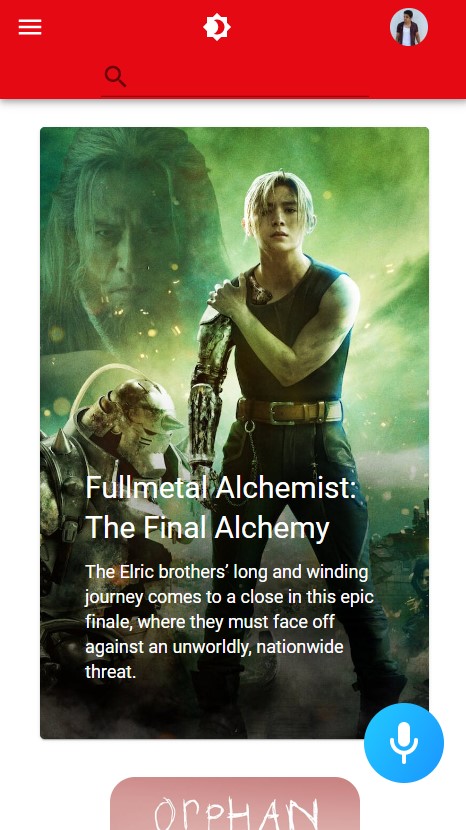 Fullmetal Alchemist:
The Final Alchemy
The Elric brothers’ long and winding
journey comes to a close in this epic
finale, where they must face off
against an unworldly, nationwide
threat.
ORPHAN